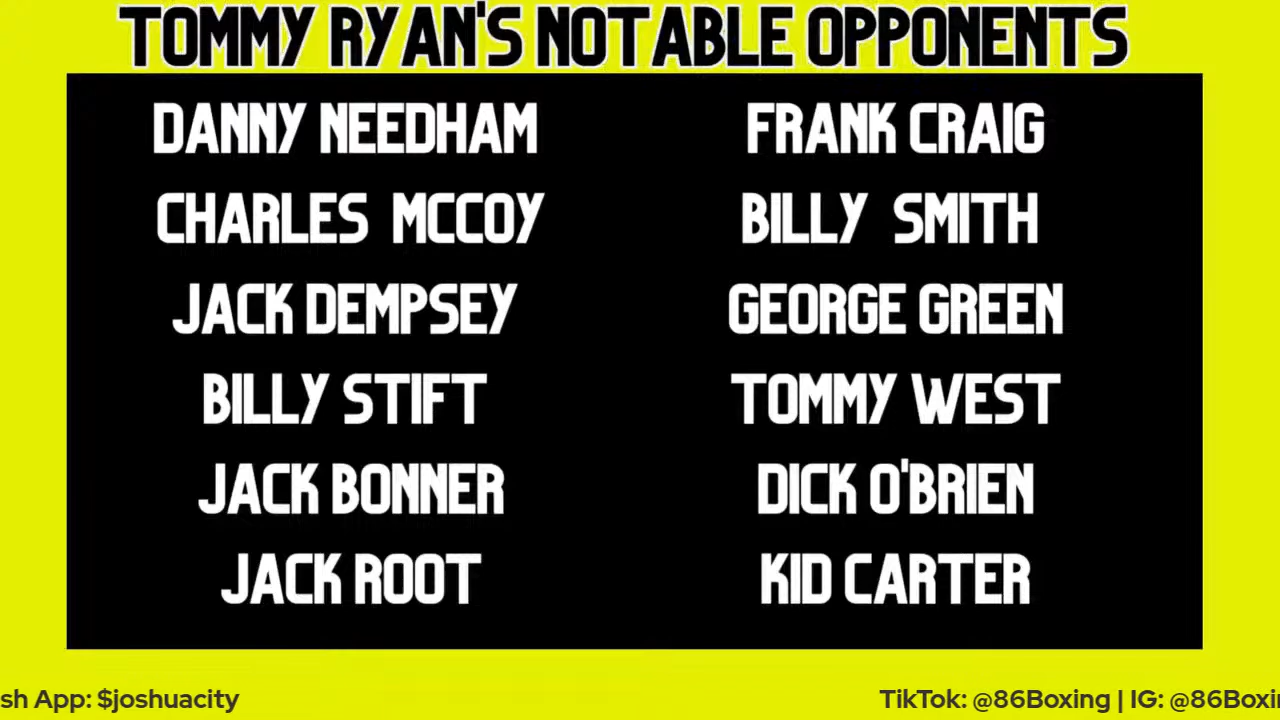 TOMMY RYAN'S NOTABLE OPPONENTS
DANNY NEEDHAM
CHARLES MCCOY
JACK DEMPSEY
BILLY STIFT
JACK BONNER
JACK ROOT
FRANK CRAIG
BILLY SMITH
GEORGE GREEN
TOMMY WEST
DICK O'BRIEN
KID CARTER
sh App: $joshuacity
TikTok: @86Boxing | IG: @86Boxin